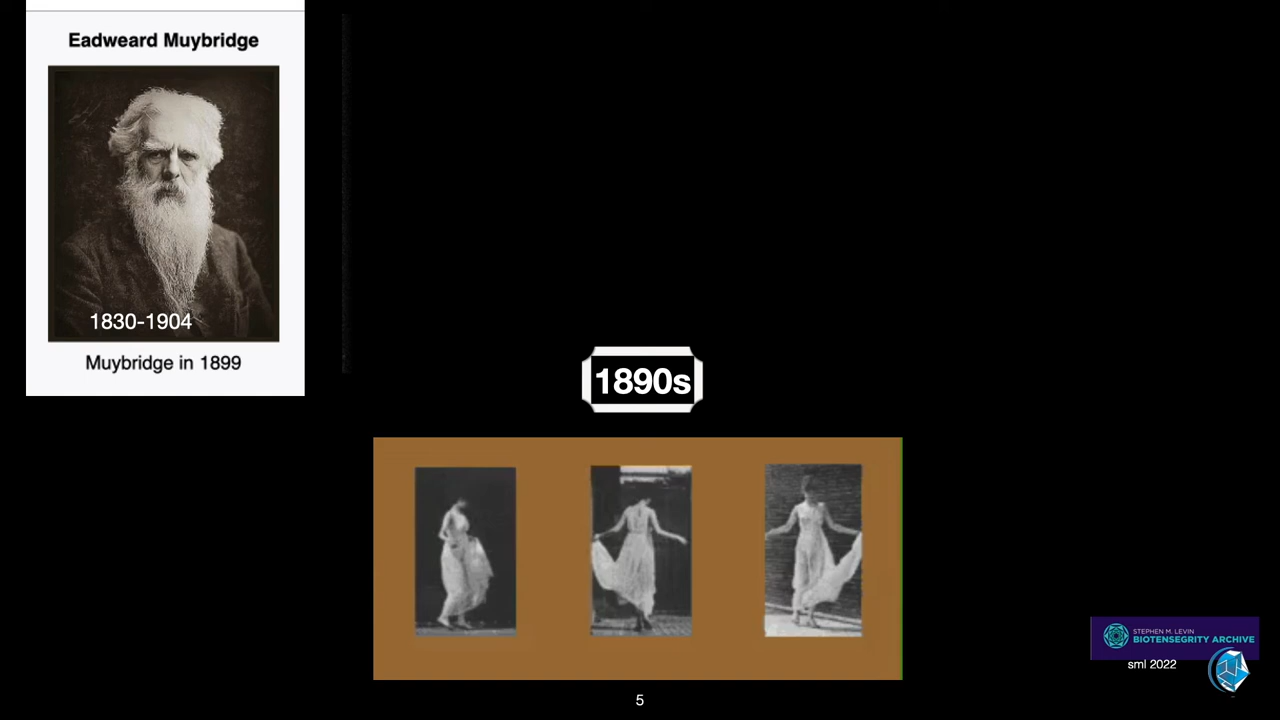 Eadweard Muybridge
1830-1904
Muybridge in 1899
1890s
STEPHEN M. LEVIN
BIOTENSEGRITY ARCHIVE
sml 2022
5